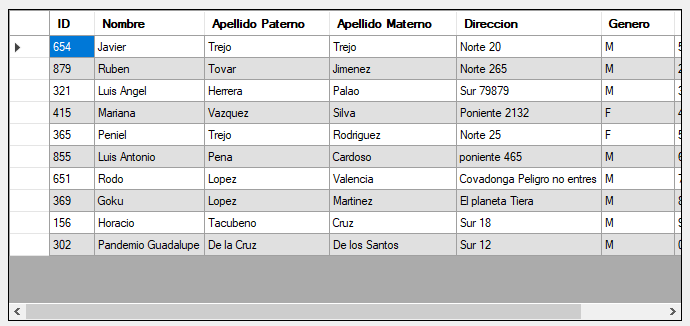 ID Nombre Apellido Paterno Apellido Materno Direccion Genero
654 Javier Trejo Trejo Norte 20 M 5
879 Ruben Tovar Jimenez Norte 265 M 2
321 Luis Angel Herrera Palao Sur 79879 M 3
415 Mariana Vazquez Silva Poniente 2132 F 4
365 Peniel Trejo Rodriguez Norte 25 F 5
855 Luis Antonio Pena Cardoso poniente 465 M 6
651 Rodo Lopez Valencia Covadonga Peligro no entres M 7
369 Goku Lopez Martinez El planeta Tiera M 8
156 Horacio Tacubeno Cruz Sur 18 M 9
302 Pandemio Guadalupe De la Cruz De los Santos Sur 12 M 0